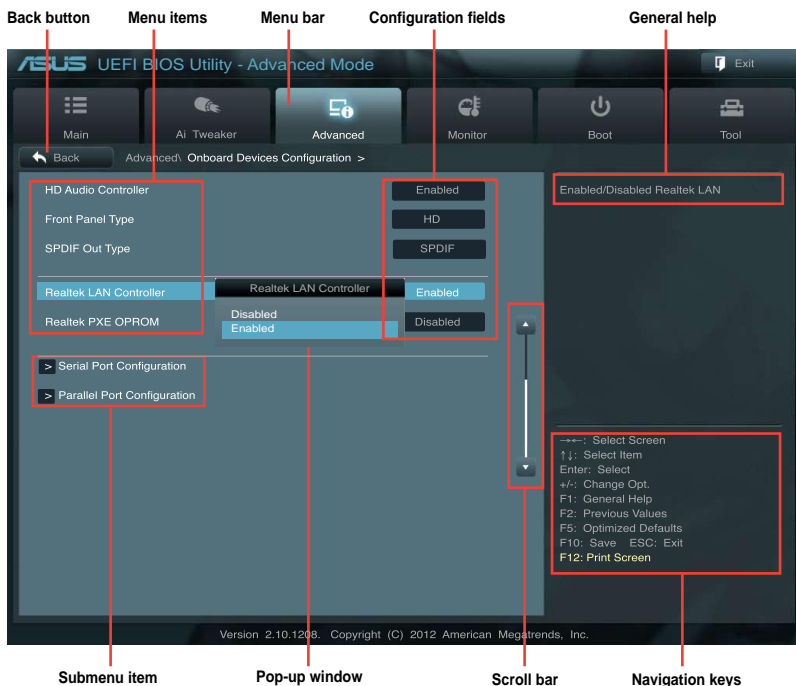 Back button Menu items Menu bar Configuration fields General help
ASUS UEFI BIOS Utility - Advanced Mode Exit
Main Ai Tweaker Advanced Monitor Boot Tool
Back Advanced\ Onboard Devices Configuration >
HD Audio Controller Enabled Enabled/Disabled Realtek LAN
Front Panel Type HD
SPDIF Out Type SPDIF
Realtek LAN Controller Realtek LAN Controller Enabled
Disabled
Realtek PXE OPROM Enabled Disabled
> Serial Port Configuration
> Parallel Port Configuration
→←: Select Screen
↑↓: Select Item
Enter: Select
+/-: Change Opt.
F1: General Help
F2: Previous Values
F5: Optimized Defaults
F10: Save ESC: Exit
F12: Print Screen
Version 2.10.1208. Copyright (C) 2012 American Megatrends, Inc.
Submenu item Pop-up window Scroll bar Navigation keys